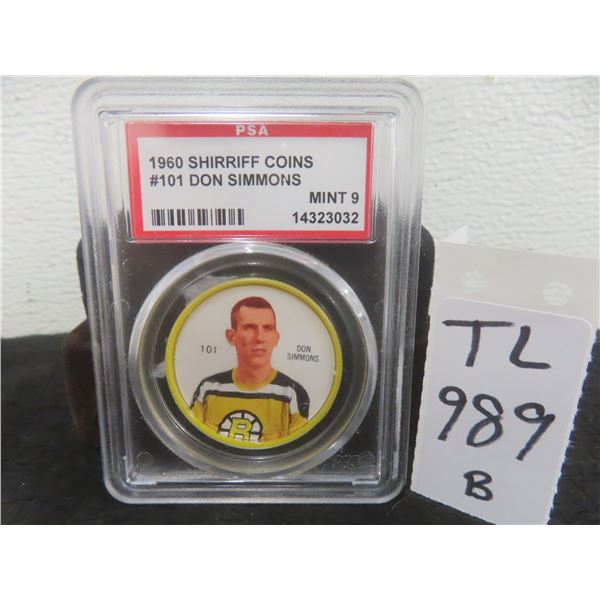 PSA
1960 SHIRRIFF COINS
#101 DON SIMMONS
MINT 9
14323032
101
DON
SIMMONS
B
TL
989
B